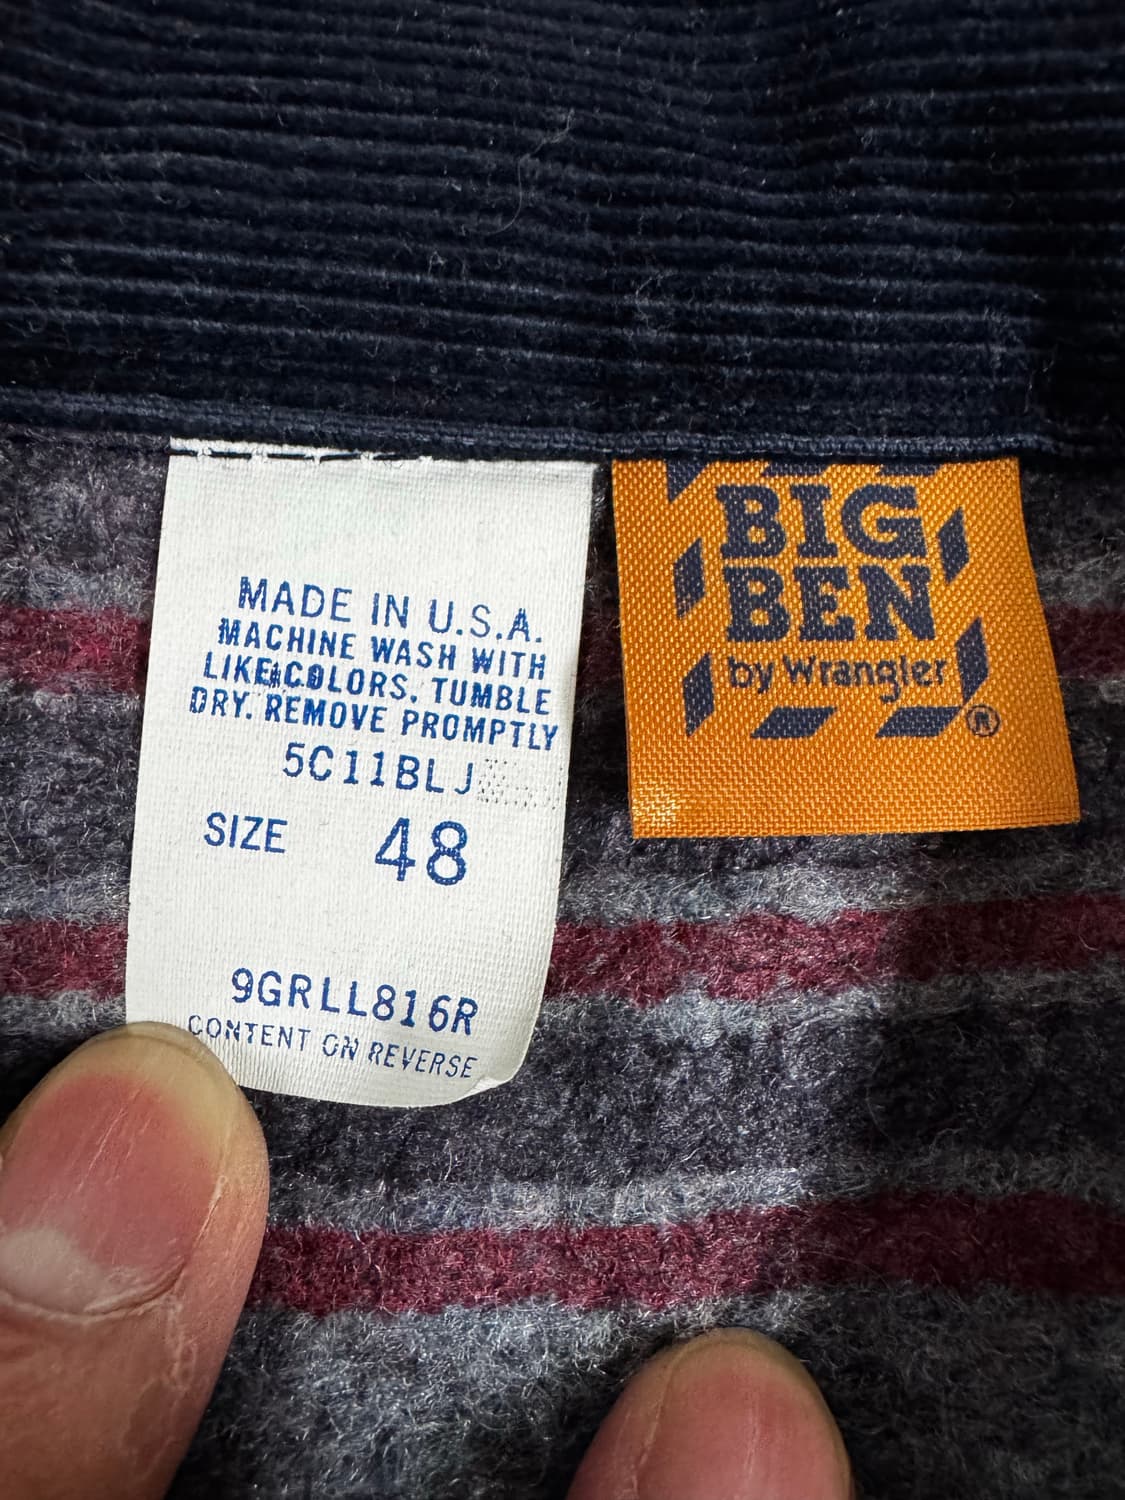 MADE IN U.S.A.
MACHINE WASH WITH
LIKE COLORS. TUMBLE
DRY. REMOVE PROMPTLY
5C11BLJ
SIZE 48
9GRLL816R
CONTENT ON REVERSE
BIG
BEN
by Wrangler
®